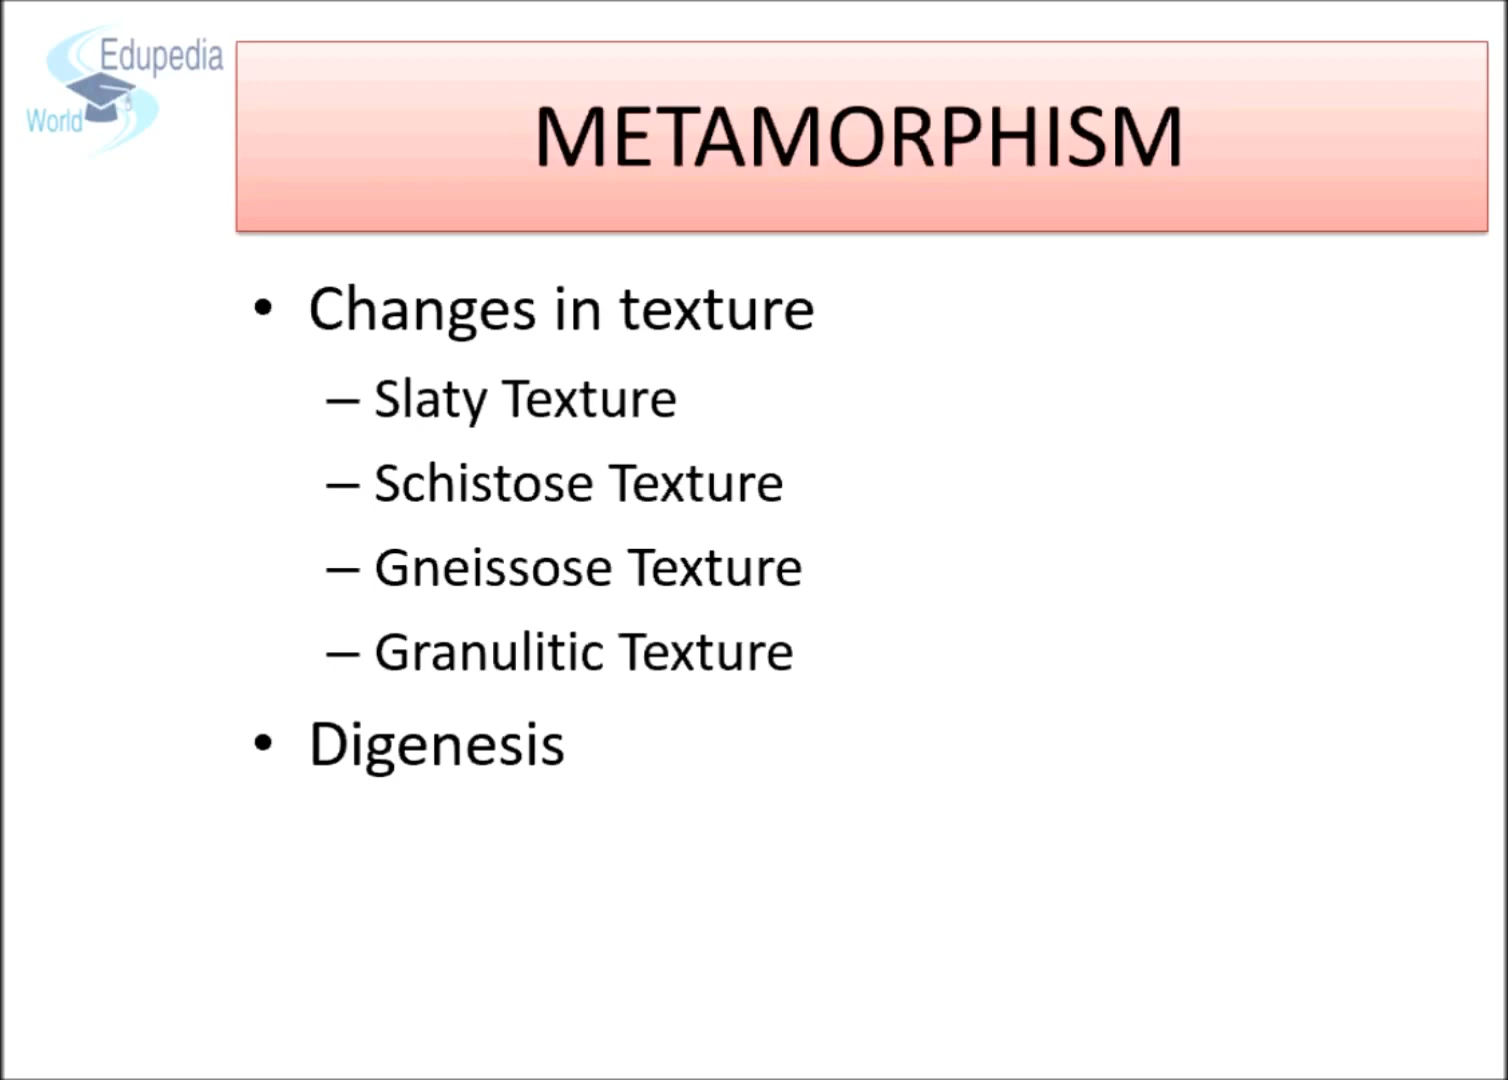 Edupedia
World
METAMORPHISM
• Changes in texture
– Slaty Texture
– Schistose Texture
– Gneissose Texture
– Granulitic Texture
• Digenesis